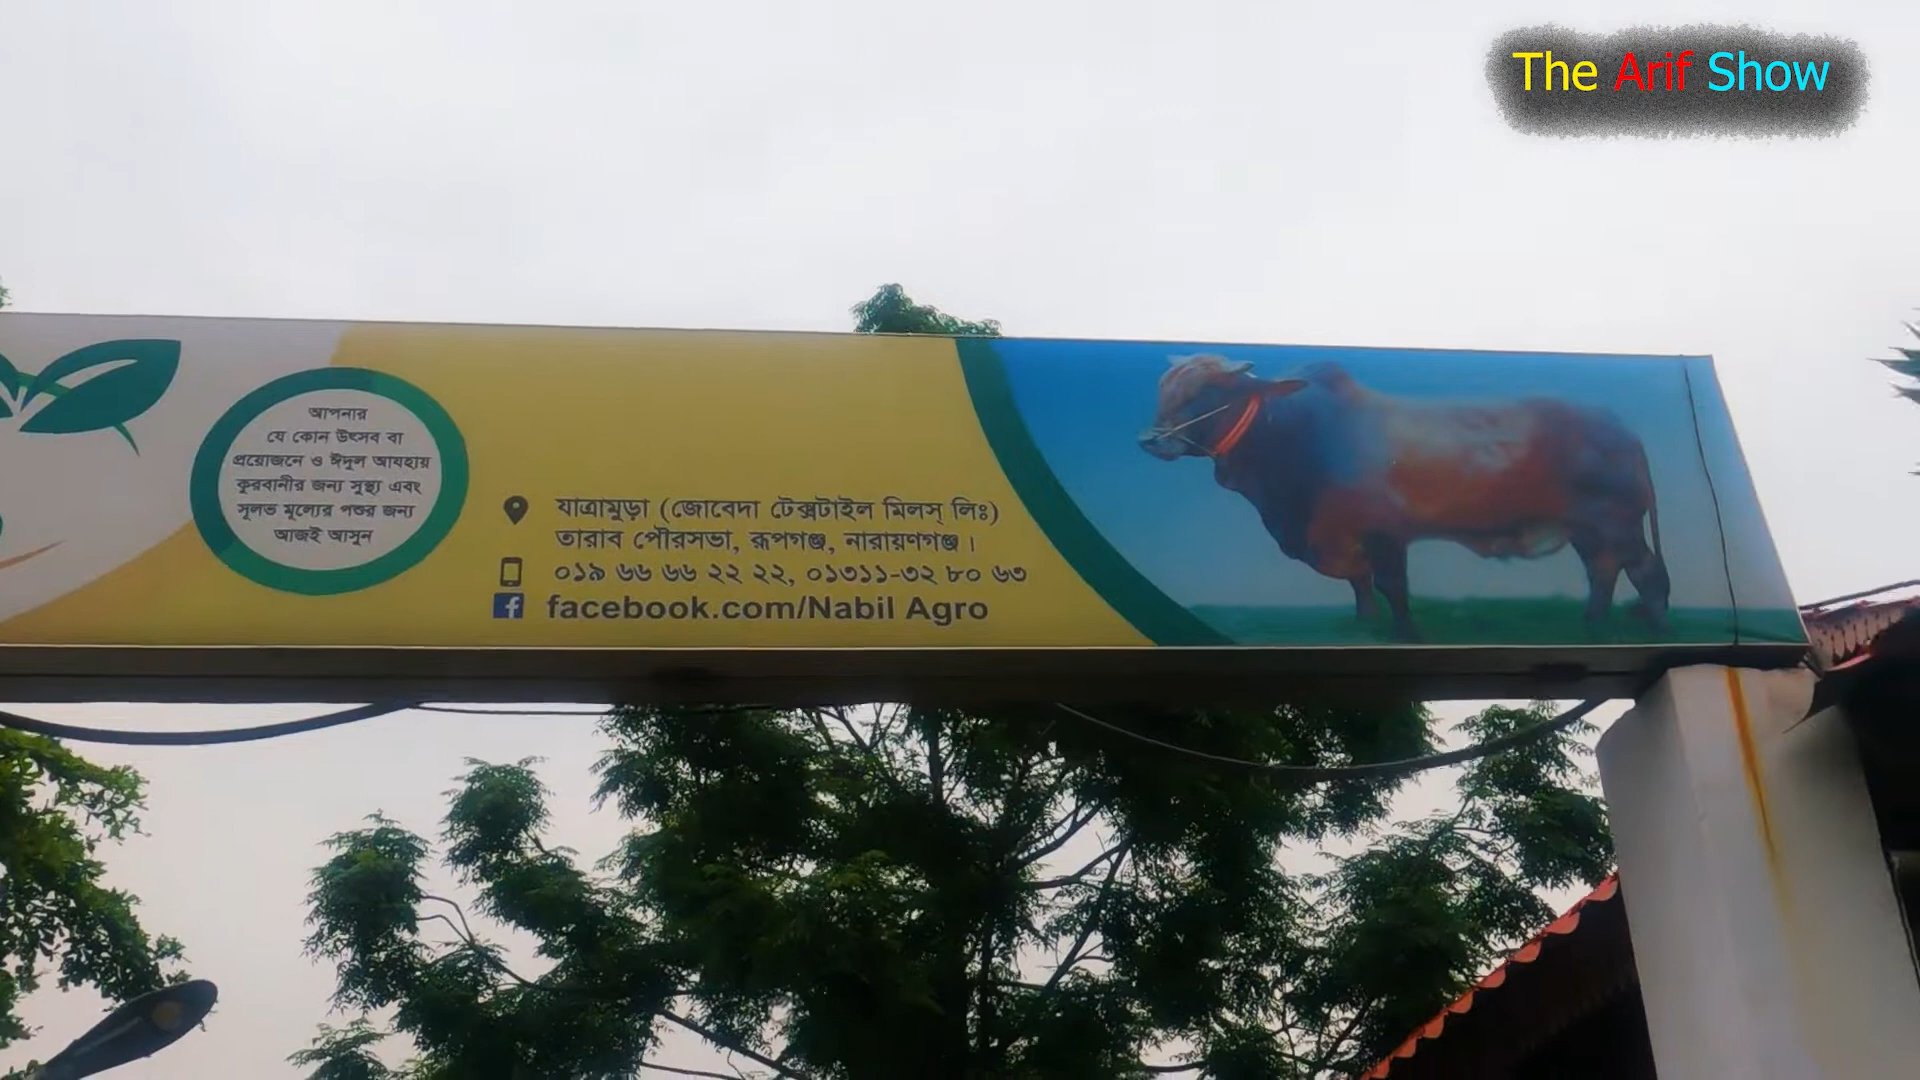 The Arif Show
আপনার
যে কোন উৎসব বা
প্রয়োজনে ও ঈদুল আযহায়
কুরবানীর জন্য সুস্থ্য এবং
সুলভ মূল্যের পশুর জন্য
আজই আসুন
যাত্রামুড়া (জোবেদা টেক্সটাইল মিলস্ লিঃ)
তারাব পৌরসভা, রূপগঞ্জ, নারায়ণগঞ্জ।
০১৯ ৬৬ ৬৬ ২২ ২২, ০১৩১১-৩২ ৮০ ৬৩
facebook.com/Nabil Agro